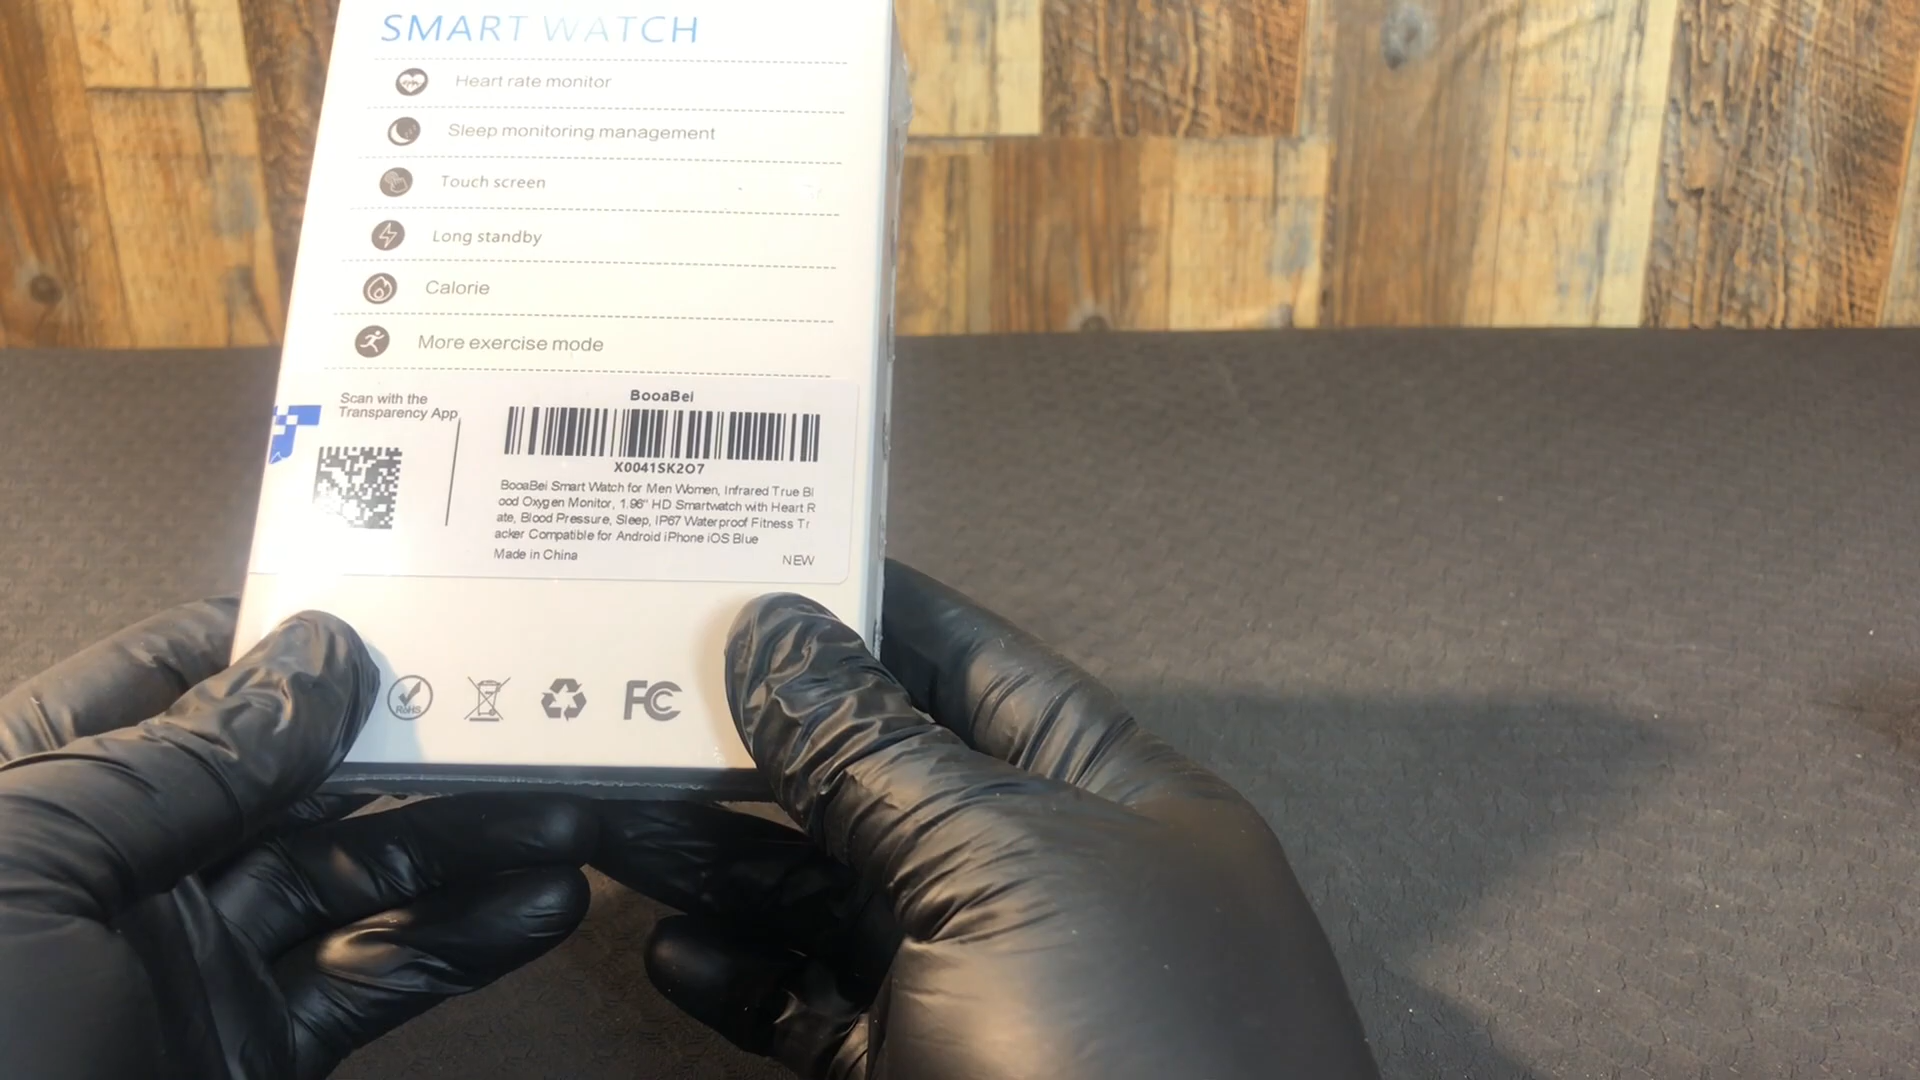 SMART WATCH
Heart rate monitor
Sleep monitoring management
Touch screen
Long standby
Calorie
More exercise mode
Scan with the
Transparency App
BooaBei
X0041SK2O7
BooaBei Smart Watch for Men Women, Infrared True Bl
ood Oxygen Monitor, 1.96" HD Smartwatch with Heart R
ate, Blood Pressure, Sleep, IP67 Waterproof Fitness Tr
acker Compatible for Android iPhone iOS Blue
Made in China
NEW
RoHS
FC